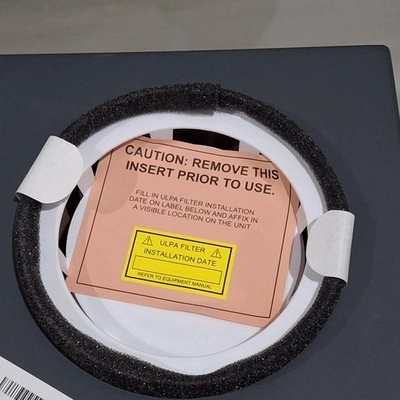 CAUTION: REMOVE THIS
INSERT PRIOR TO USE.
FILL IN ULPA FILTER INSTALLATION
DATE ON LABEL BELOW AND AFFIX IN
A VISIBLE LOCATION ON THE UNIT
ULPA FILTER
INSTALLATION DATE
REFER TO EQUIPMENT MANUAL